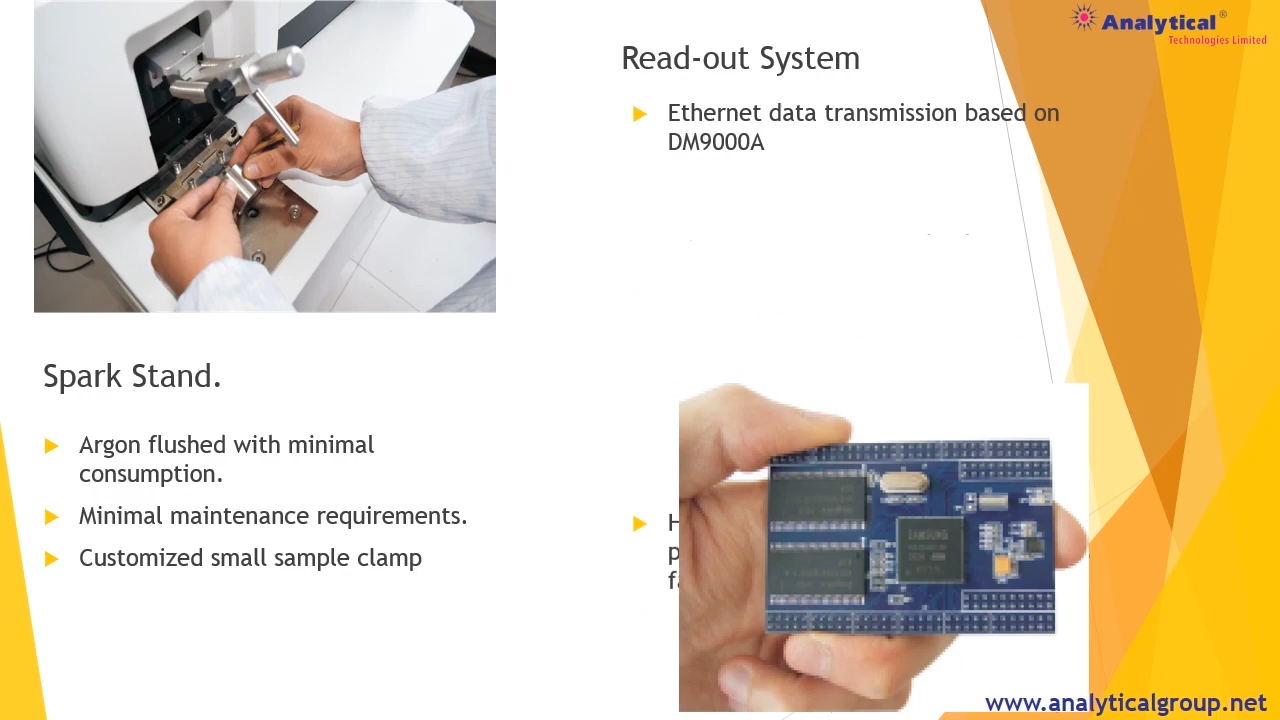 Analytical®
Technologies Limited
Read-out System
Ethernet data transmission based on
DM9000A
Spark Stand.
Argon flushed with minimal
consumption.
Minimal maintenance requirements.
Customized small sample clamp
SAMSUNG
www.analyticalgroup.net